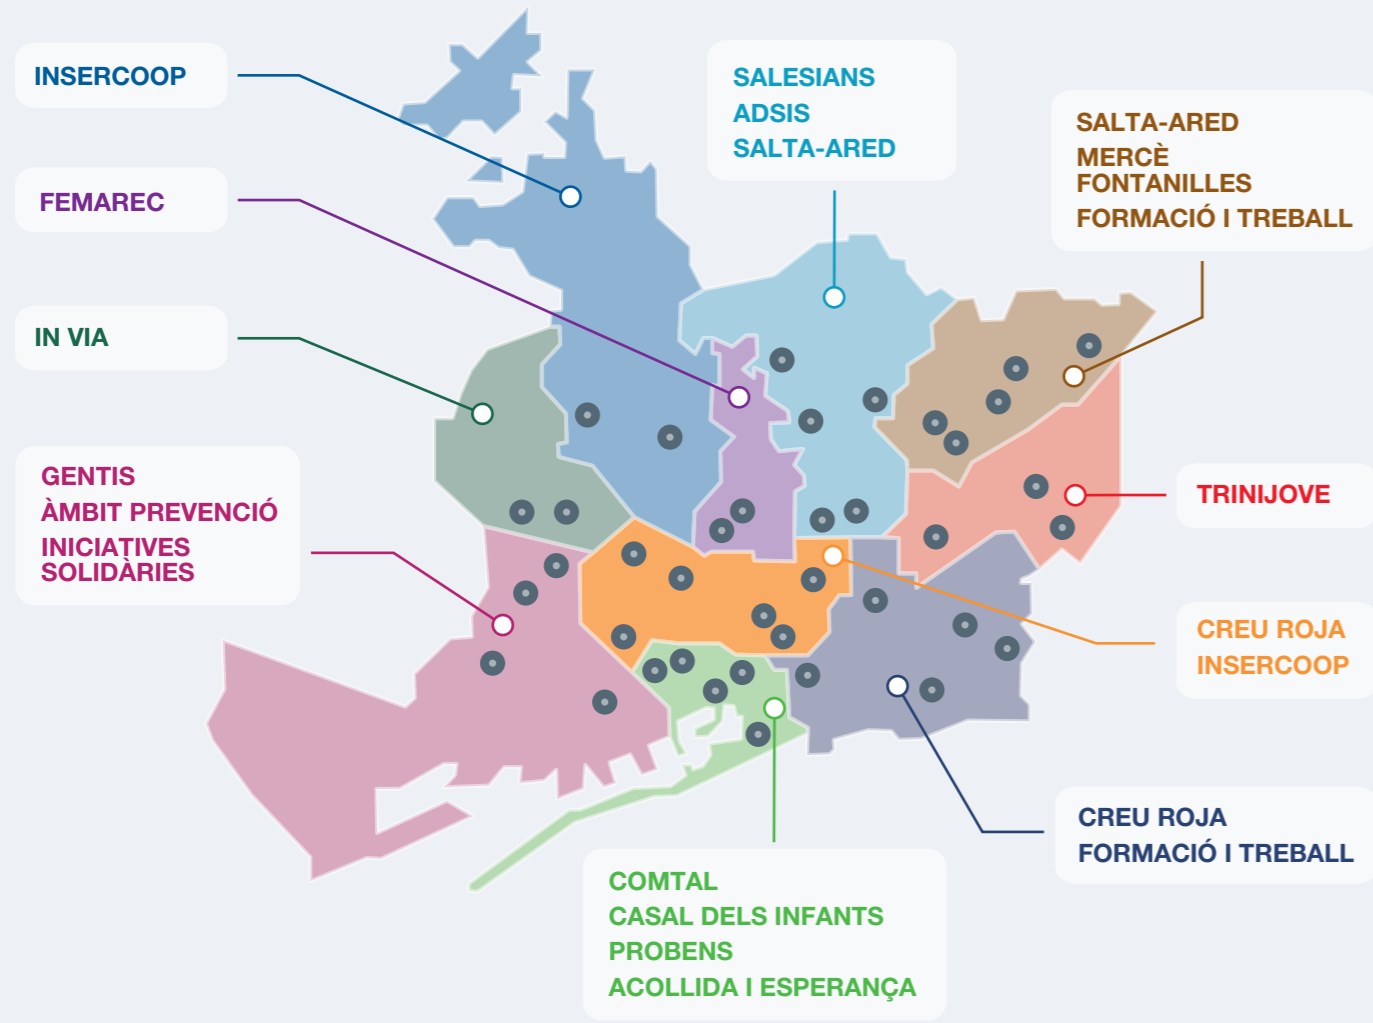 INSERCOOP
FEMAREC
IN VIA
GENTIS
ÀMBIT PREVENCIÓ
INICIATIVES
SOLIDÀRIES
SALESIANS
ADSIS
SALTA-ARED
SALTA-ARED
MERCÈ
FONTANILLES
FORMACIÓ I TREBALL
TRINIJOVE
CREU ROJA
INSERCOOP
CREU ROJA
FORMACIÓ I TREBALL
COMTAL
CASAL DELS INFANTS
PROBENS
ACOLLIDA I ESPERANÇA